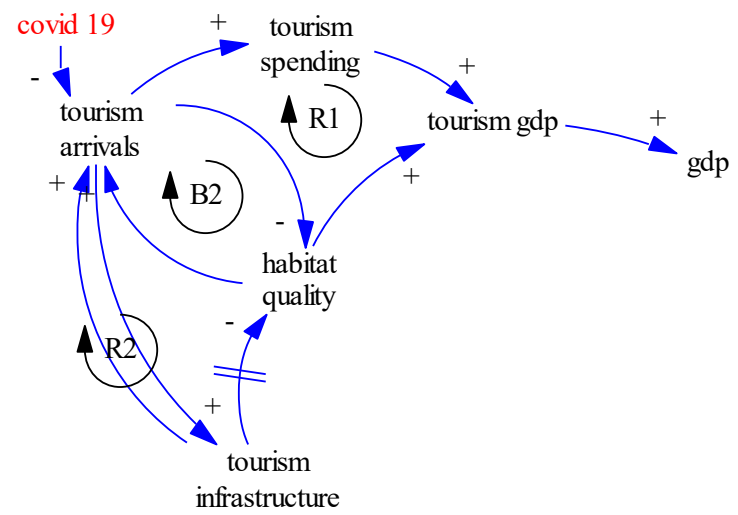 covid 19
+
tourism
spending
-
+
tourism
arrivals
R1
tourism gdp
+
gdp
+ +
B2
+
-
habitat
quality
-
R2
+
tourism
infrastructure